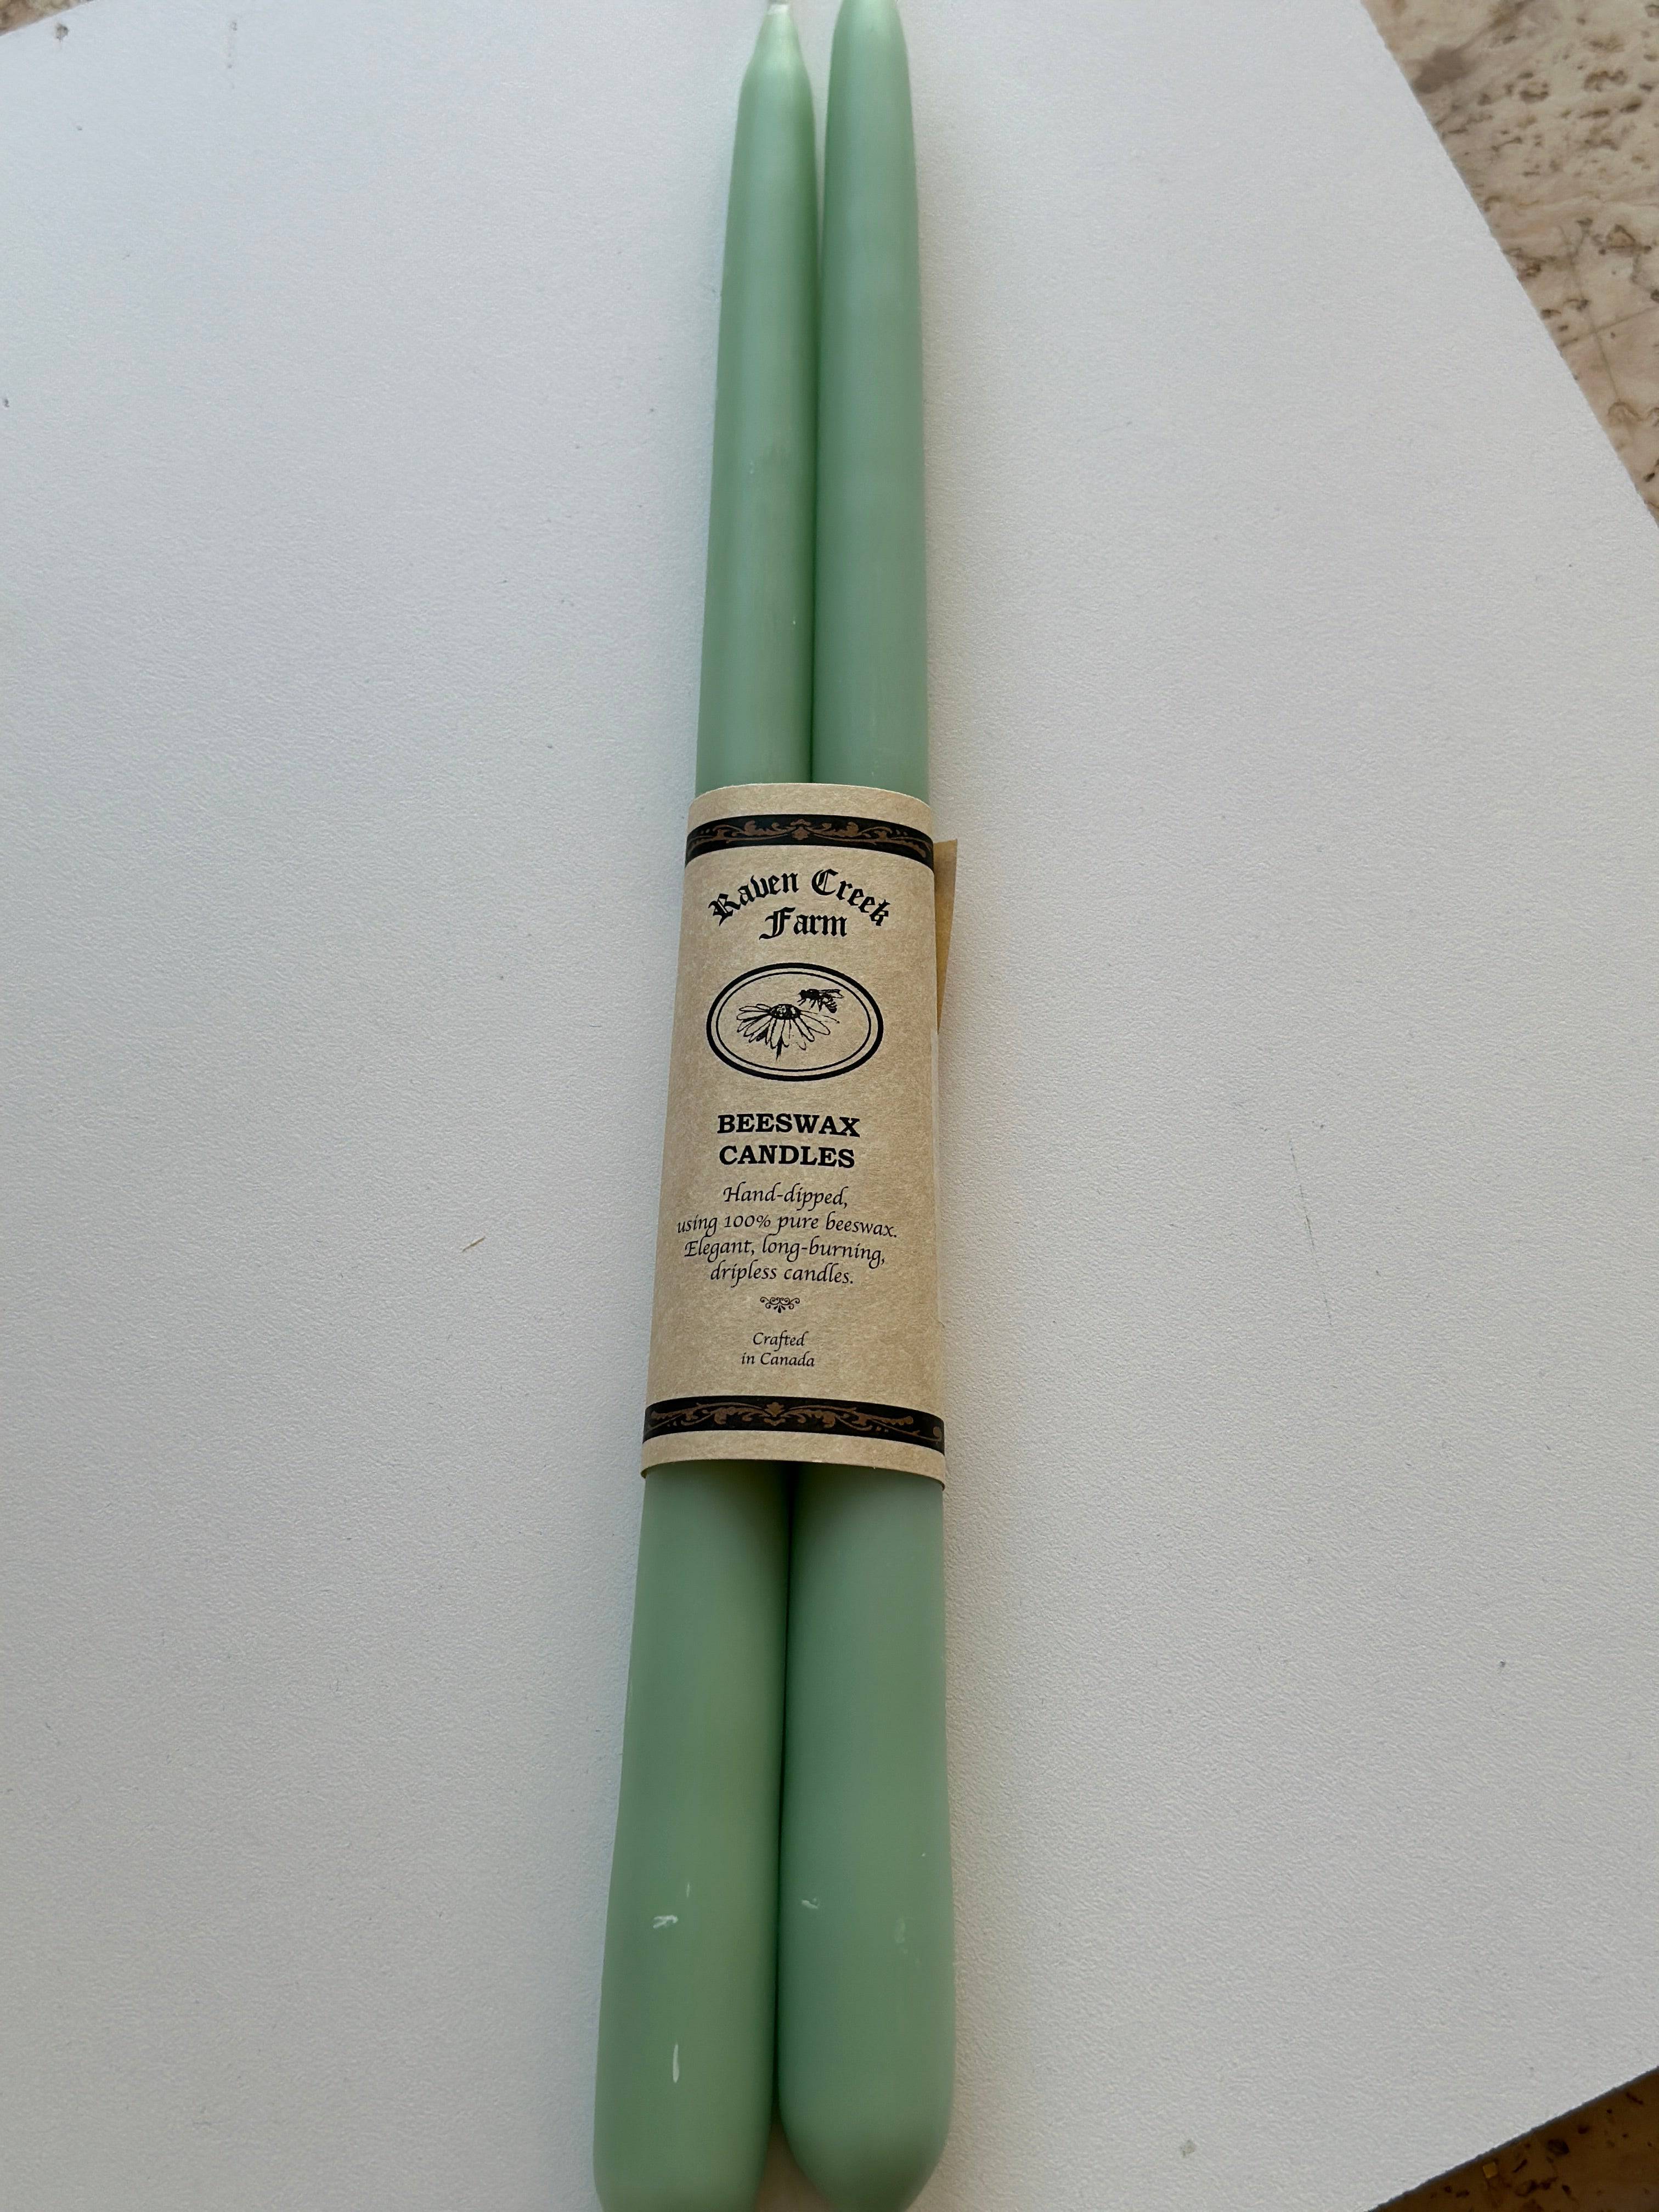 Raven Creek
Farm
BEESWAX
CANDLES
Hand-dipped,
using 100% pure beeswax.
Elegant, long-burning,
dripless candles.
Crafted
in Canada